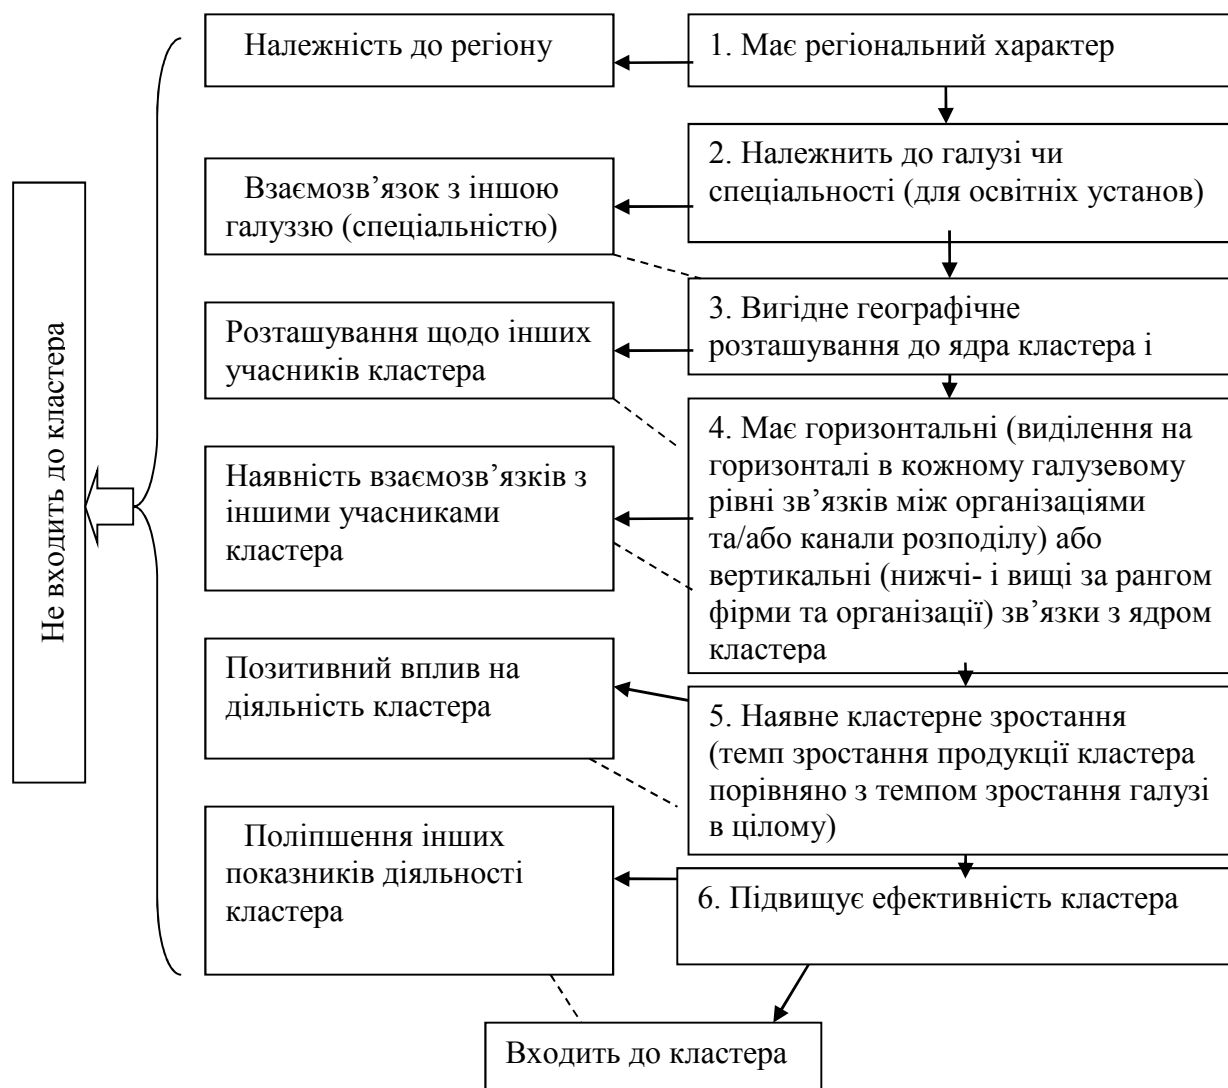 Належність до регіону
1. Має регіональний характер
2. Належнить до галузі чи
спеціальності (для освітніх установ)
Взаємозв’язок з іншою
галуззю (спеціальністю)
3. Вигідне географічне
розташування до ядра кластера і
Розташування щодо інших
учасників кластера
4. Має горизонтальні (виділення на
горизонталі в кожному галузевому
рівні зв’язків між організаціями
та/або канали розподілу) або
вертикальні (нижчі- і вищі за рангом
фірми та організації) зв’язки з ядром
кластера
Наявність взаємозв’язків з
іншими учасниками
кластера
Не входить до кластера
Позитивний вплив на
діяльність кластера
5. Наявне кластерне зростання
(темп зростання продукції кластера
порівняно з темпом зростання галузі
в цілому)
Поліпшення інших
показників діяльності
кластера
6. Підвищує ефективність кластера
Входить до кластера